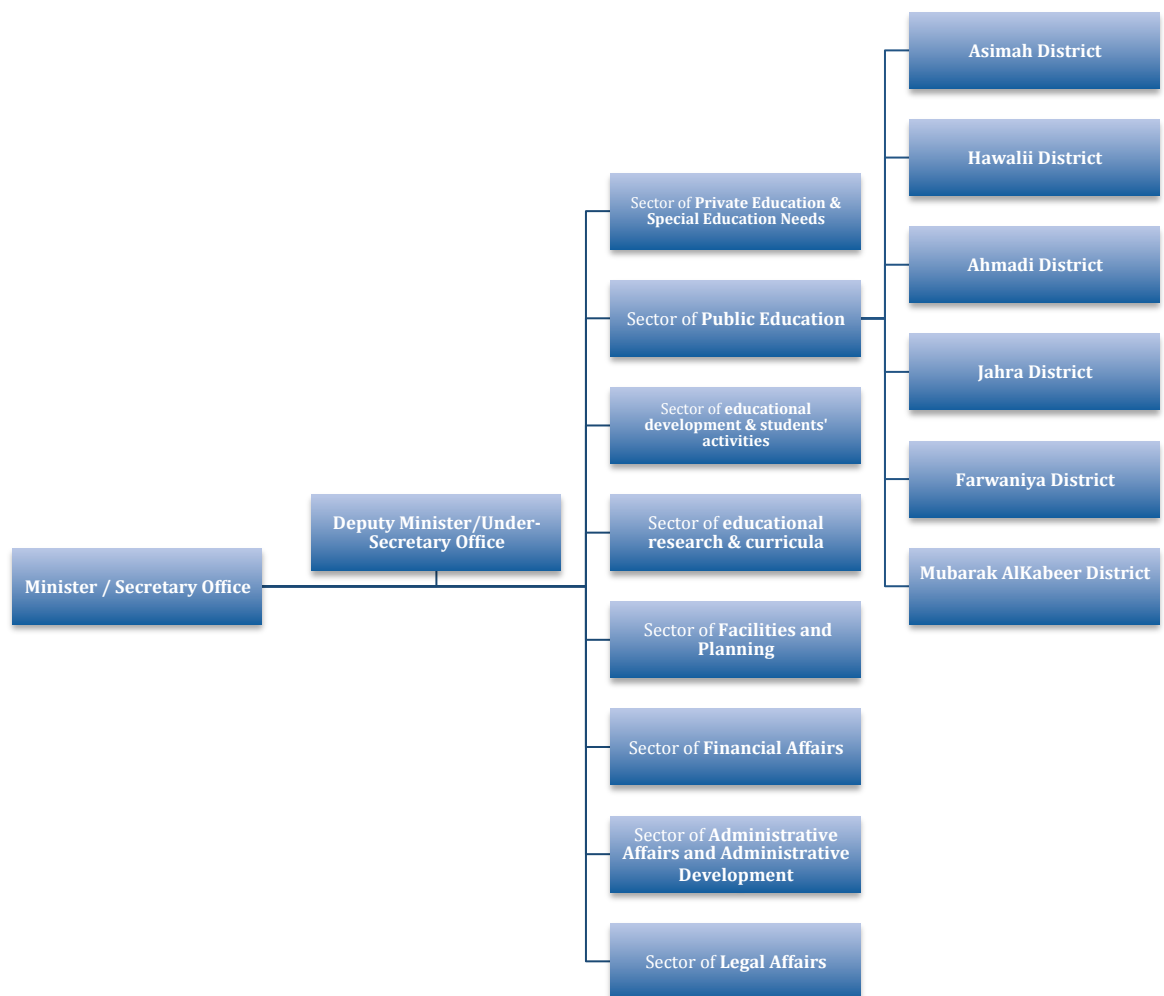 Minister / Secretary Office
Deputy Minister/Under-
Secretary Office
Sector of Private Education &
Special Education Needs
Sector of Public Education
Asimah District
Hawalii District
Ahmadi District
Jahra District
Farwaniya District
Mubarak AlKabeer District
Sector of educational
development & students'
activities
Sector of educational
research & curricula
Sector of Facilities and
Planning
Sector of Financial Affairs
Sector of Administrative
Affairs and Administrative
Development
Sector of Legal Affairs